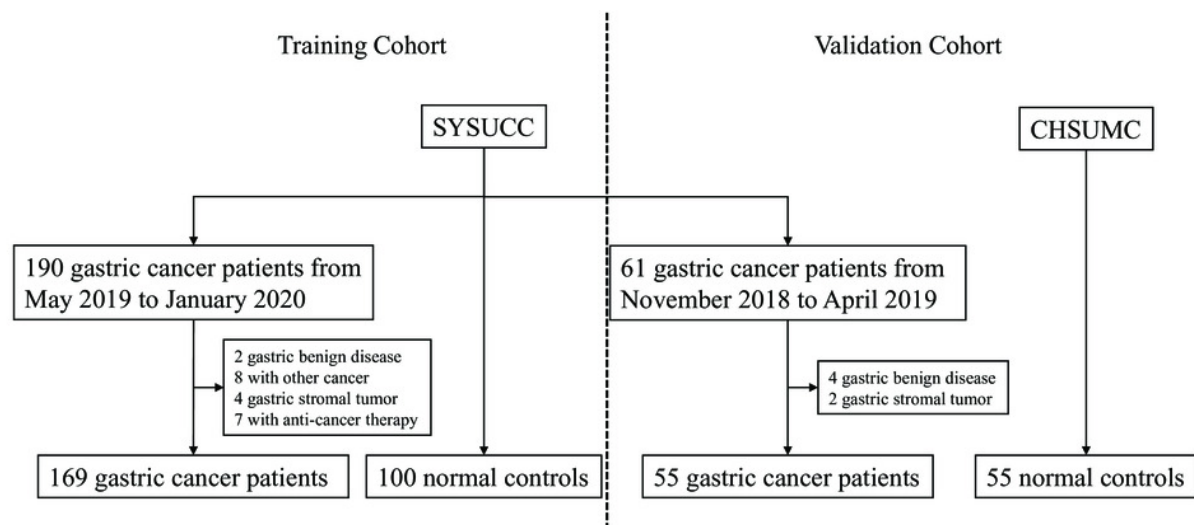 Training Cohort
Validation Cohort
SYSUCC
CHSUMC
190 gastric cancer patients from
May 2019 to January 2020
61 gastric cancer patients from
November 2018 to April 2019
2 gastric benign disease
8 with other cancer
4 gastric stromal tumor
7 with anti-cancer therapy
4 gastric benign disease
2 gastric stromal tumor
169 gastric cancer patients
100 normal controls
55 gastric cancer patients
55 normal controls